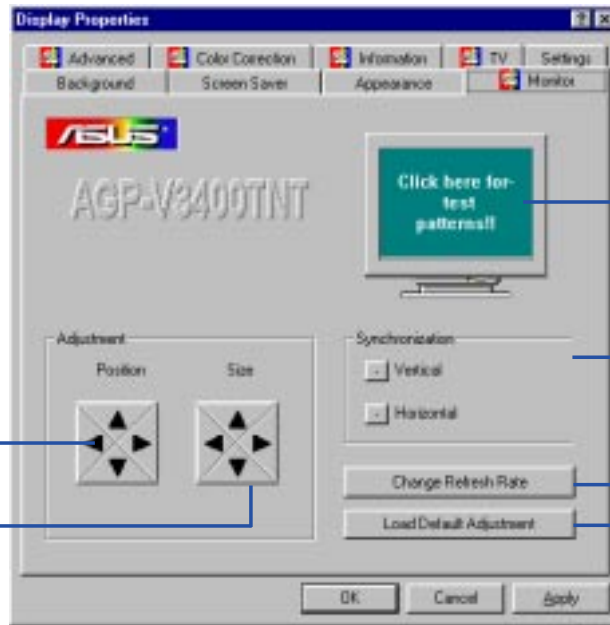 Display Properties
Advanced Color Correction Information TV Settings
Background Screen Saver Appearance Monitor
ASUS
AGP-V3400TNT
Click here for-
test
patterns!!
Adjustment
Position Size
Synchronization
- Vertical
- Horizontal
Change Refresh Rate
Load Default Adjustment
OK Cancel Apply